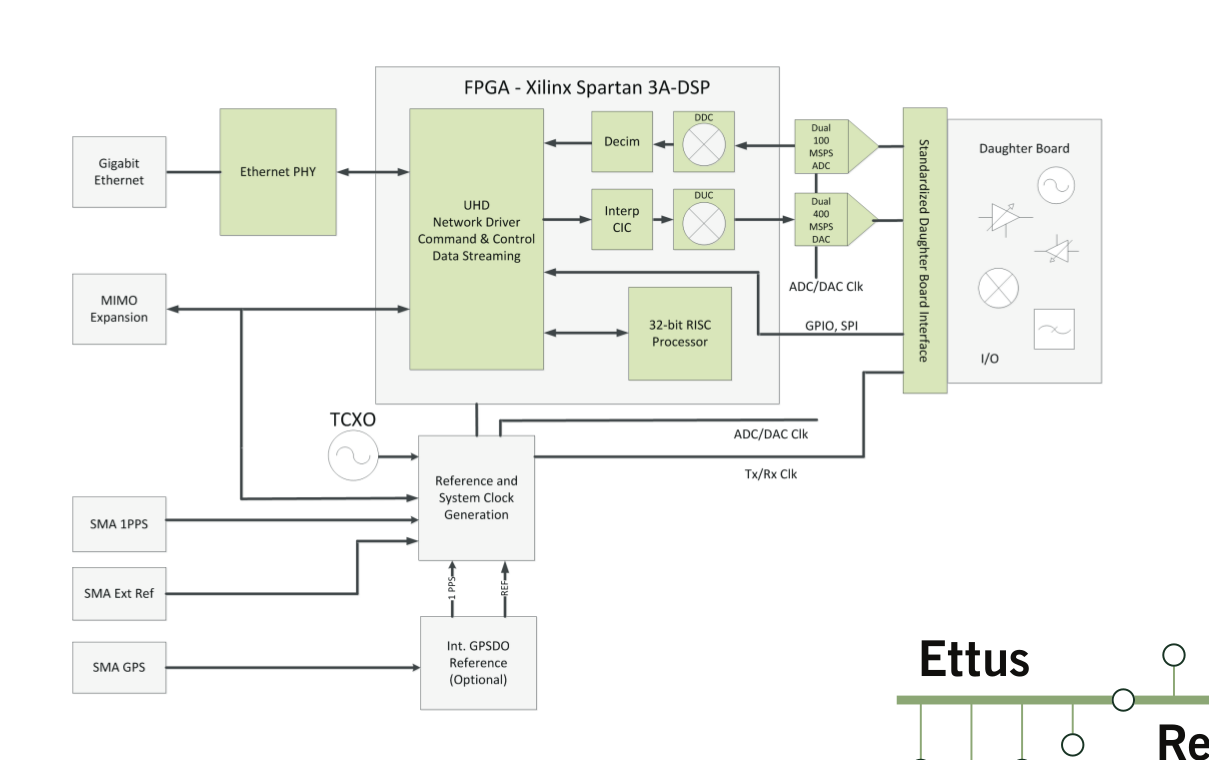 FPGA - Xilinx Spartan 3A-DSP
Gigabit
Ethernet
Ethernet PHY
UHD
Network Driver
Command & Control
Data Streaming
Decim
DDC
Interp
CIC
DUC
32-bit RISC
Processor
Dual
100
MSPS
ADC
Dual
400
MSPS
DAC
ADC/DAC Clk
GPIO, SPI
Standardized Daughter Board Interface
Daughter Board
I/O
MIMO
Expansion
TCXO
ADC/DAC Clk
Tx/Rx Clk
Reference and
System Clock
Generation
SMA 1PPS
SMA Ext Ref
SMA GPS
1 PPS
REF
Int. GPSDO
Reference
(Optional)
Ettus
Re